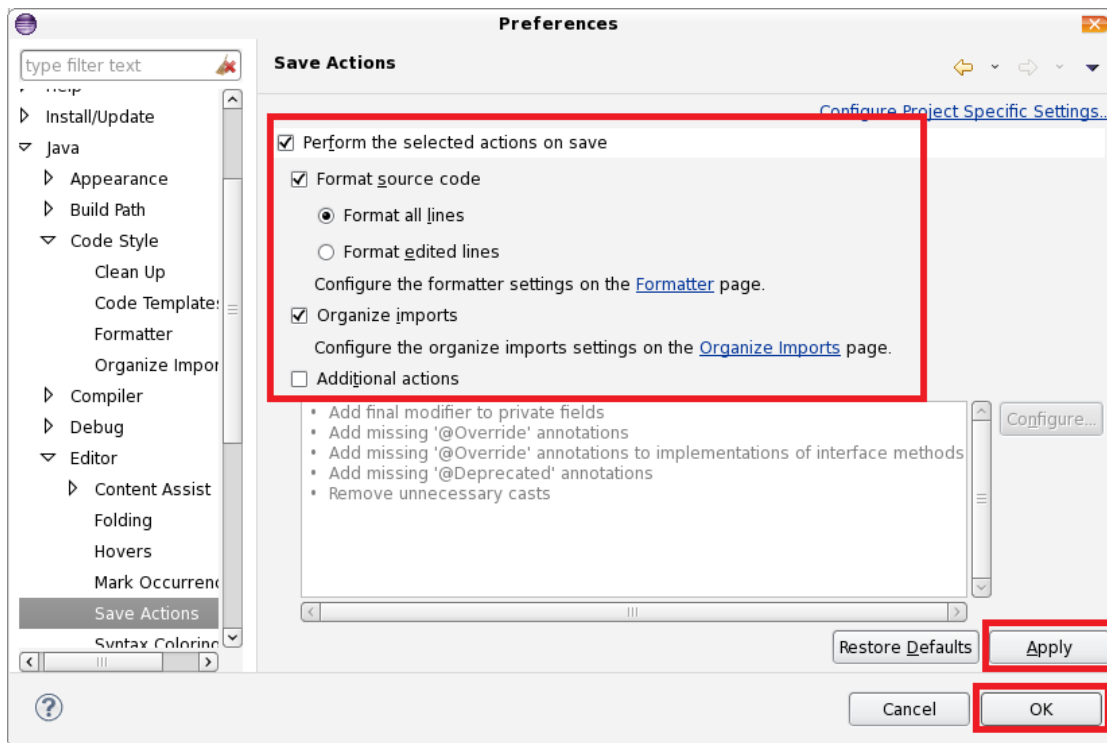 Preferences
type filter text
Save Actions
Configure Project Specific Settings..
Help
Install/Update
Java
Appearance
Build Path
Code Style
Clean Up
Code Templates
Formatter
Organize Impor
Compiler
Debug
Editor
Content Assist
Folding
Hovers
Mark Occurrenc
Save Actions
Syntax Coloring
Perform the selected actions on save
Format source code
Format all lines
Format edited lines
Configure the formatter settings on the Formatter page.
Organize imports
Configure the organize imports settings on the Organize Imports page.
Additional actions
• Add final modifier to private fields
• Add missing '@Override' annotations
• Add missing '@Override' annotations to implementations of interface methods
• Add missing '@Deprecated' annotations
• Remove unnecessary casts
Configure...
Restore Defaults
Apply
Cancel
OK